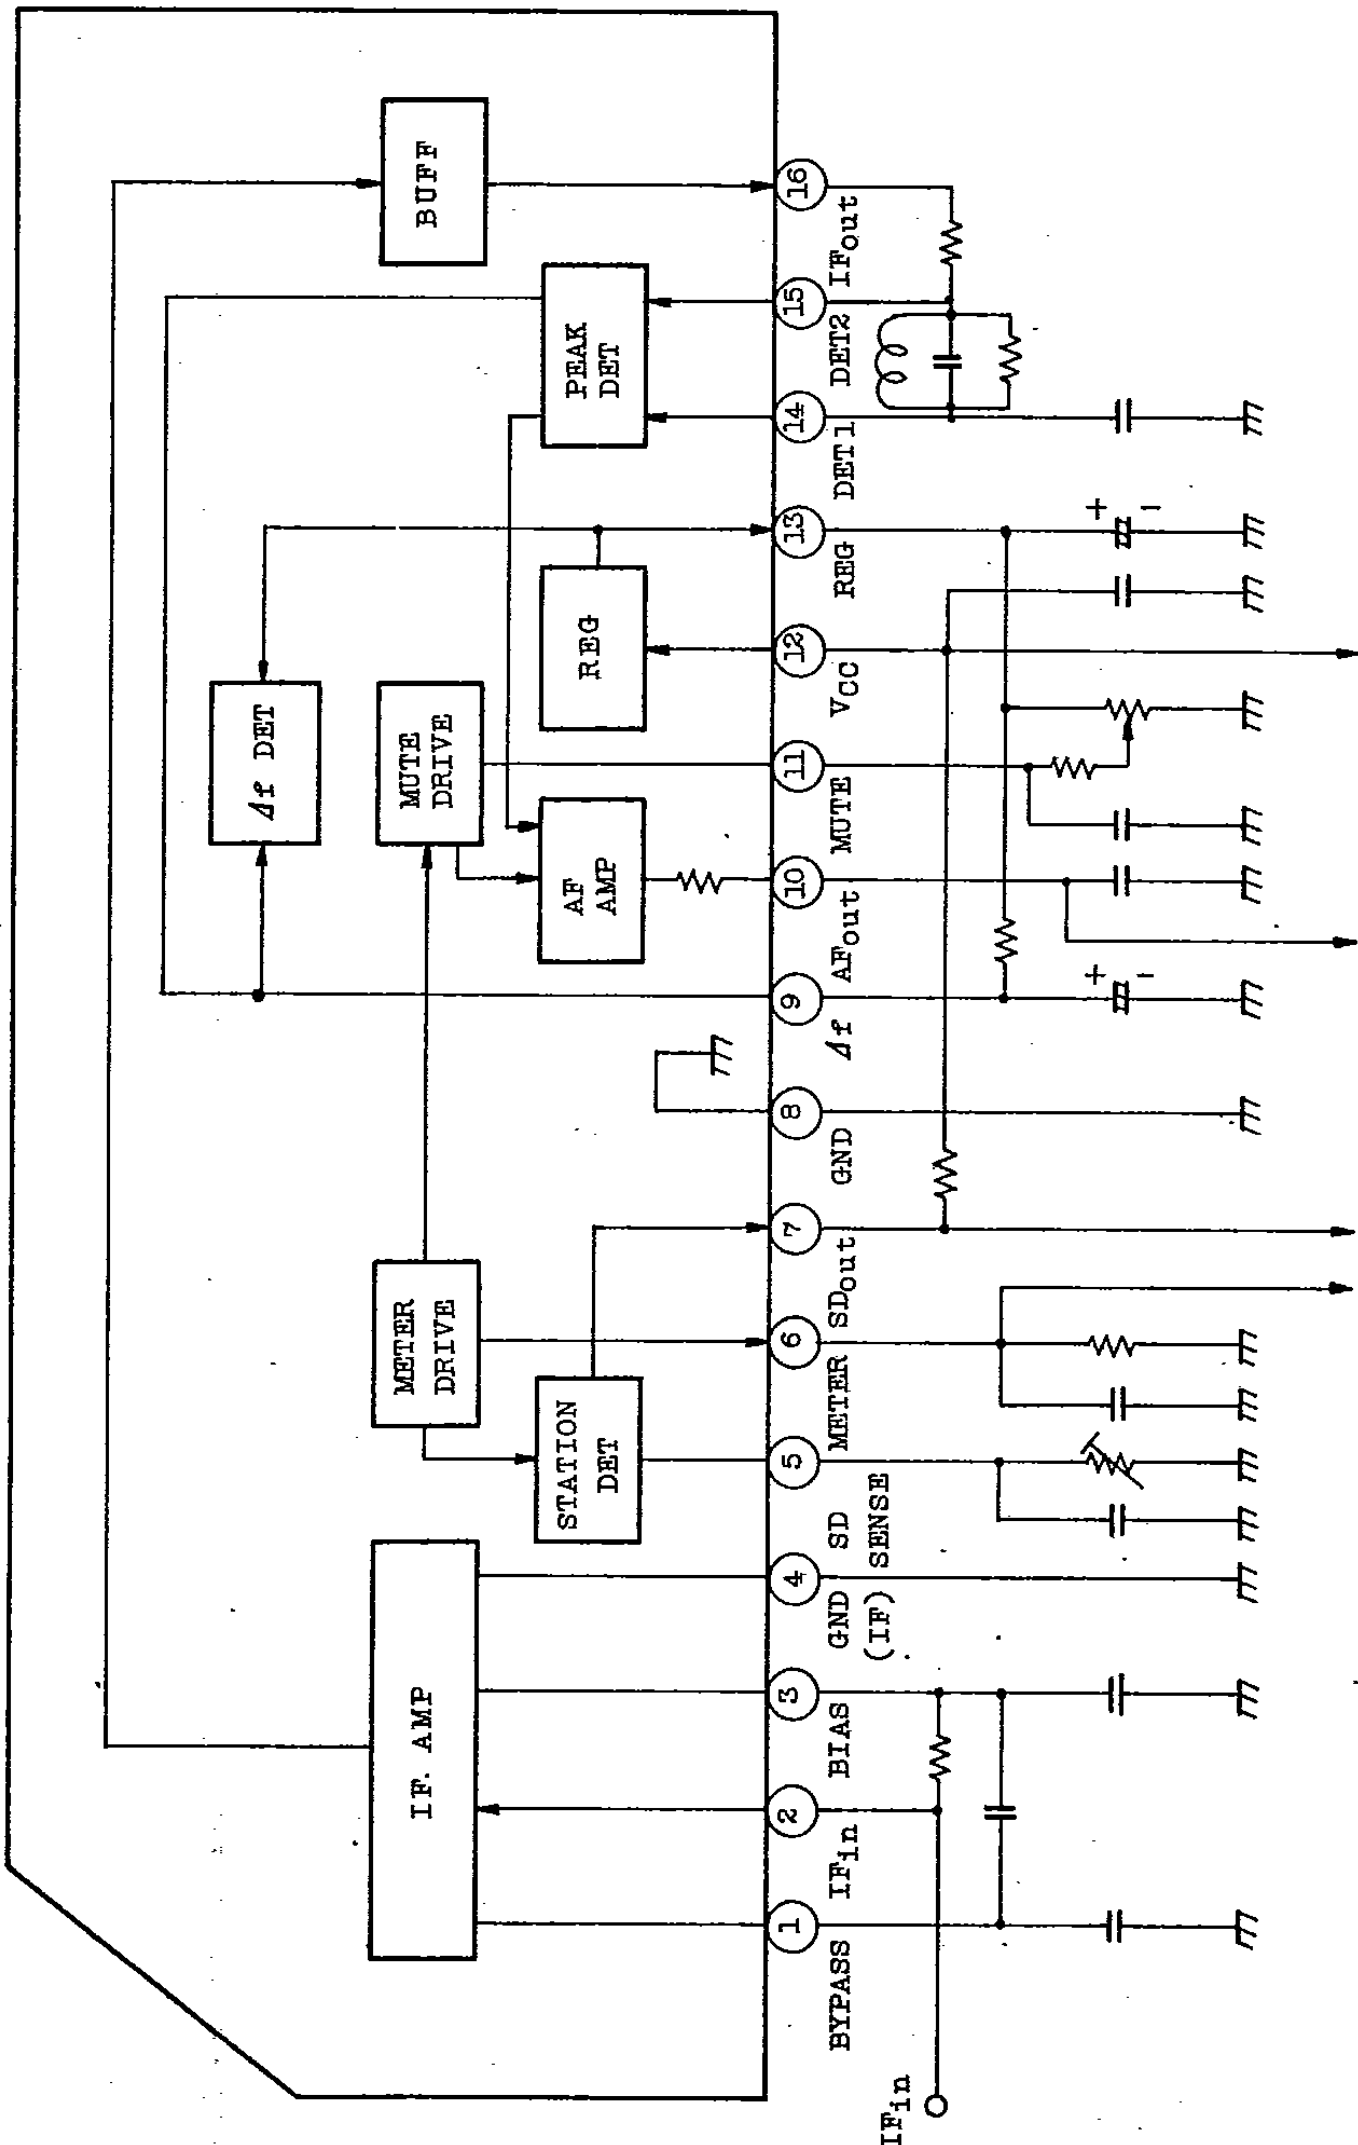 BUFF
PEAK
DET
REG
Δf DET
MUTE
DRIVE
AF
AMP
METER
DRIVE
STATION
DET
IF. AMP
1
2
3
4
5
6
7
8
9
10
11
12
13
14
15
16
BYPASS
IFin
BIAS
GND
(IF)
SD
SENSE
METER
SDout
GND
Δf
AFout
MUTE
VCC
REG
DET1
DET2
IFout
+ -
+ -
IFin